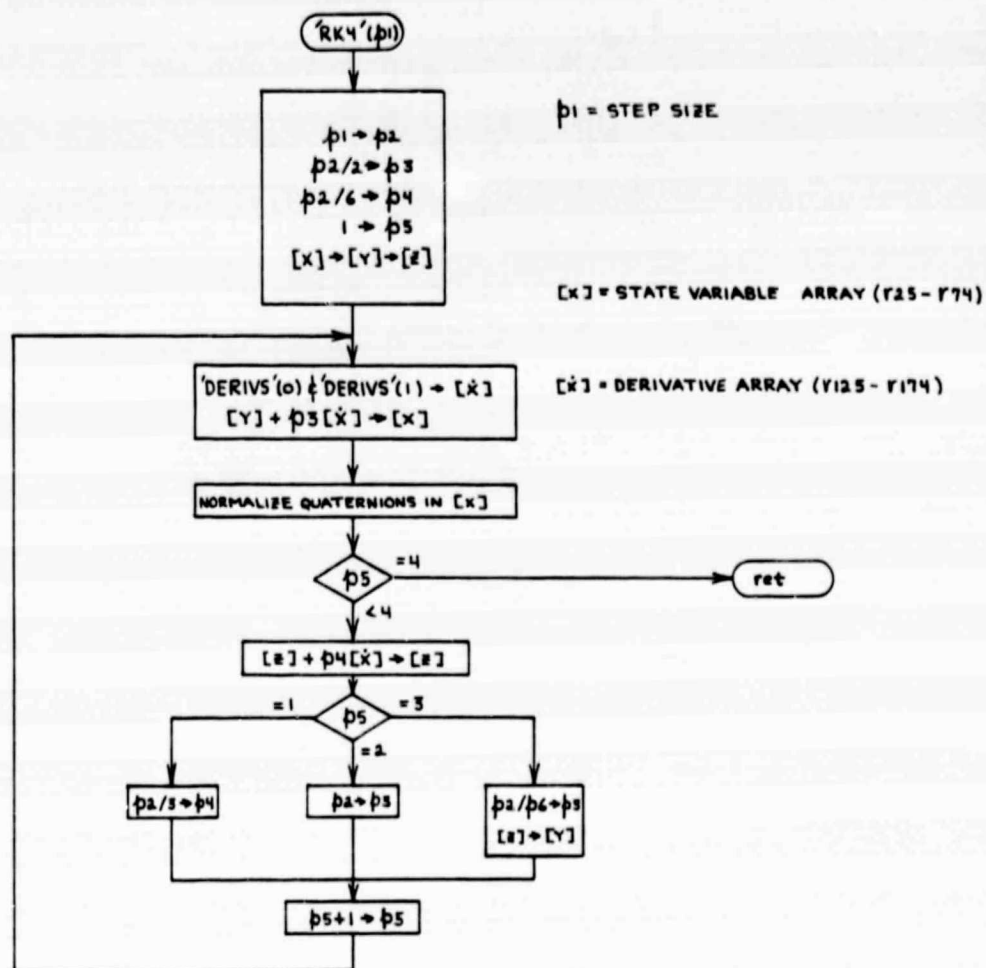 'RK4'(p1)
p1 = STEP SIZE
p1→p2
p2/2→p3
p2/6→p4
1→p5
[X]→[Y]→[Z]
[X] = STATE VARIABLE ARRAY (r25 - r74)
'DERIVS'(0) & 'DERIVS'(1) → [Ẋ]
[Ẋ] = DERIVATIVE ARRAY (r125 - r174)
[Y] + p3[Ẋ] → [X]
NORMALIZE QUATERNIONS IN [X]
p5
=4
ret
<4
[Z] + p4[Ẋ] → [Z]
=1
p5
=3
=2
p2/3→p4
p2→p3
p2/p6→p3
[Z]→[Y]
p5+1→p5